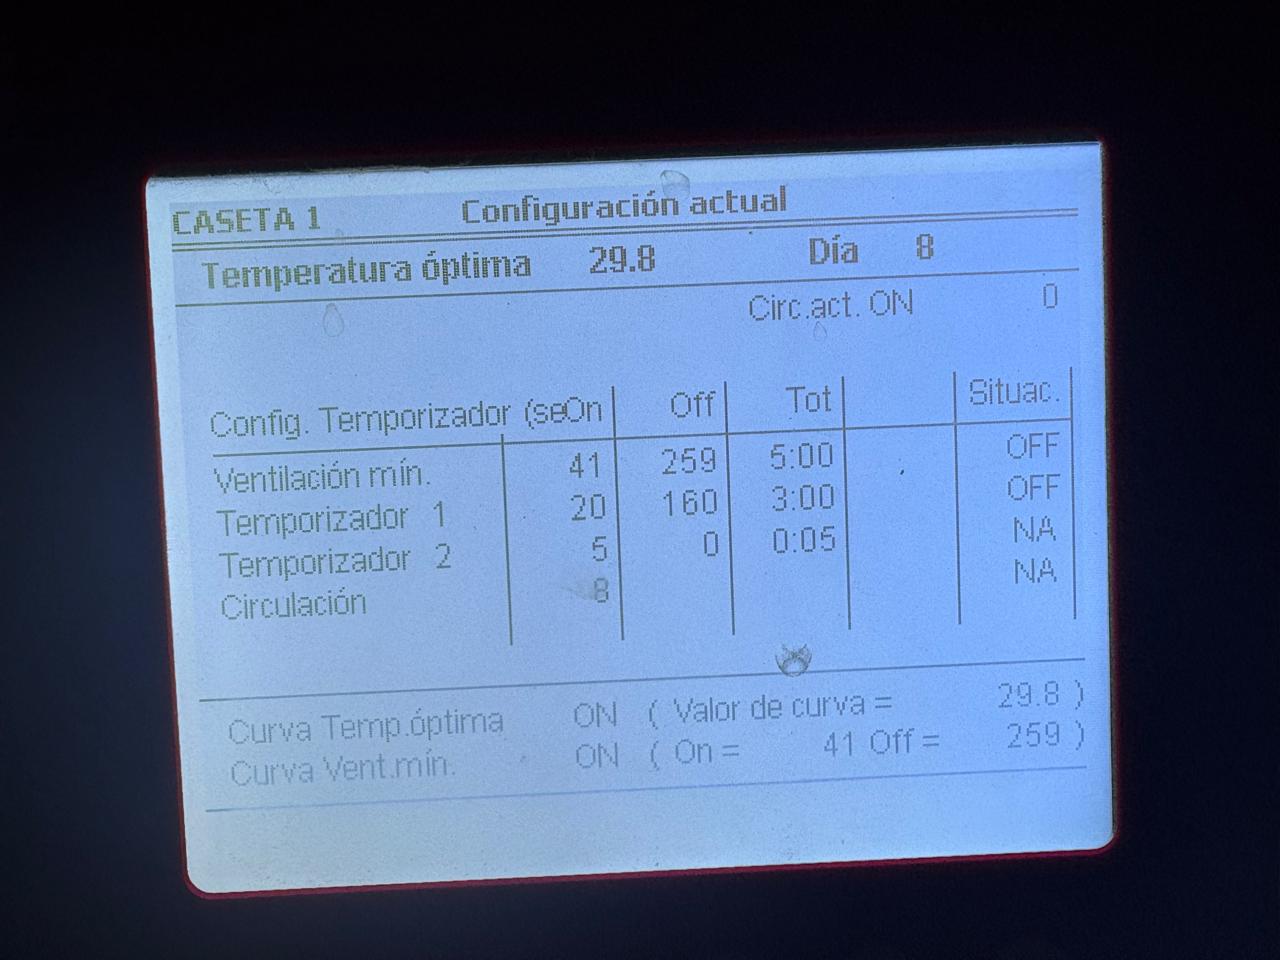 CASETA 1 Configuración actual
Temperatura óptima 29.8 Día 8
Circ.act. ON 0
Config. Temporizador (seOn Off Tot Situac.
Ventilación mín. 41 259 5:00 OFF
Temporizador 1 20 160 3:00 OFF
Temporizador 2 5 0 0:05 NA
Circulación 8 NA
Curva Temp.óptima ON ( Valor de curva = 29.8 )
Curva Vent.mín. ON ( On = 41 Off = 259 )